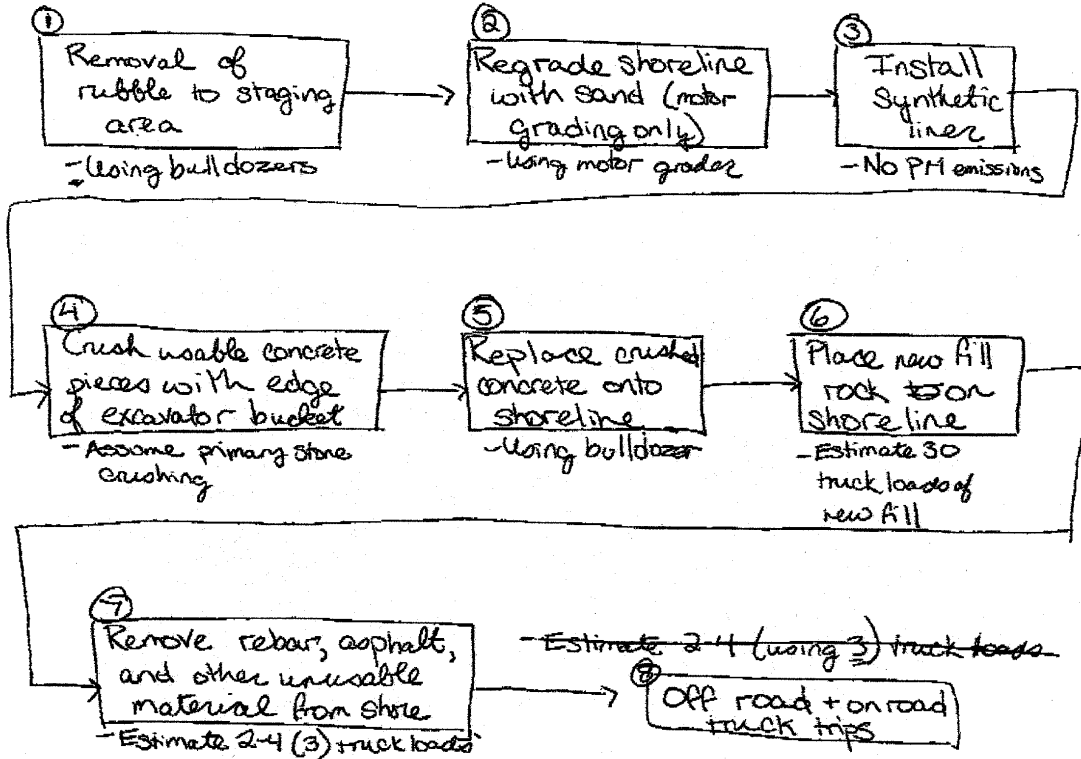 ①
Removal of
rubble to staging
area
- Using bulldozers
②
Regrade shoreline
with sand (motor
grading only)
- Using motor grader
③
Install
synthetic
liner
- No PM emissions
④
Crush usable concrete
pieces with edge
of excavator bucket
- Assume primary stone
crushing
⑤
Replace crushed
concrete onto
shoreline
- Using bulldozer
⑥
Place new fill
rock to on
shoreline
- Estimate 30
truck loads of
new fill
⑦
Remove rebar, asphalt,
and other unusable
material from shore
- Estimate 2-4 (3) truck loads
Estimate 2-4 (using 3) truck loads
⑧
Off road + on road
truck trips